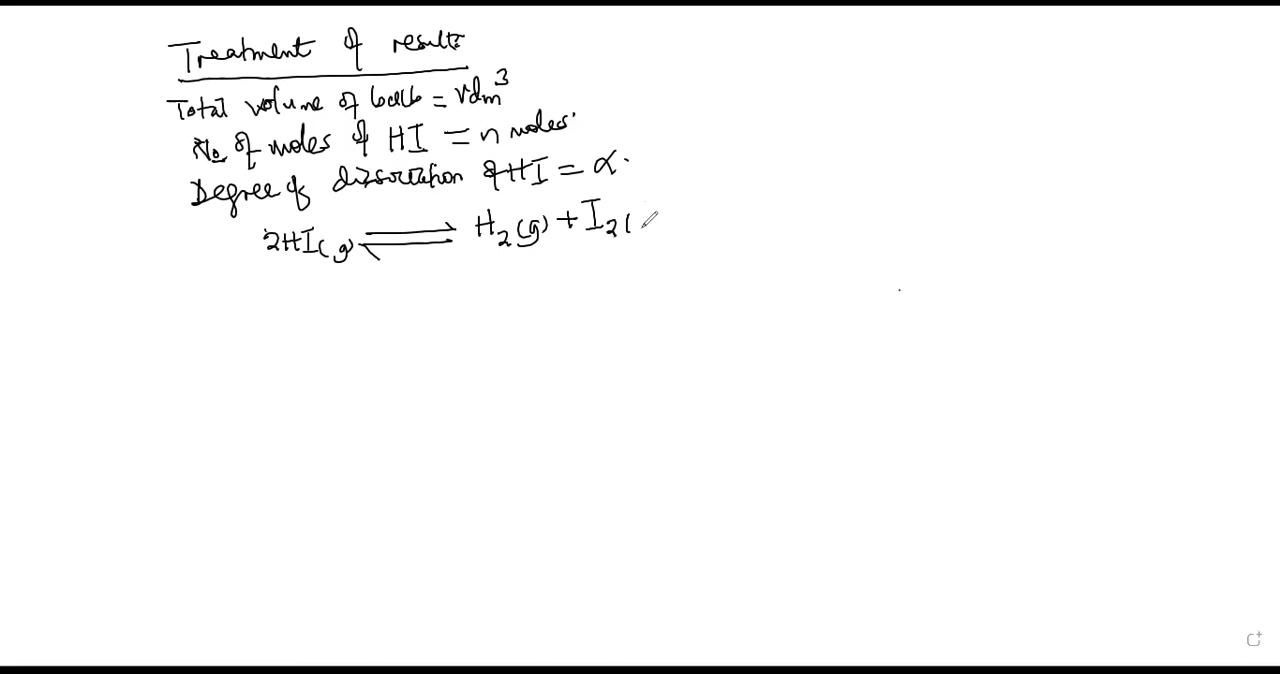 Treatment of results
Total volume of bulb = Vdm³
No of moles of HI = n moles.
Degree of dissociation of HI = α.
2HI(g) ⇌ H₂(g) + I₂(